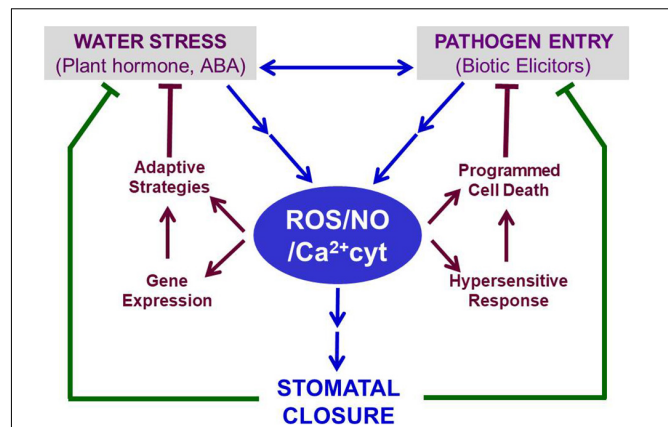 WATER STRESS
(Plant hormone, ABA)
PATHOGEN ENTRY
(Biotic Elicitors)
Adaptive
Strategies
Programmed
Cell Death
ROS/NO
/Ca²⁺cyt
Gene
Expression
Hypersensitive
Response
STOMATAL
CLOSURE